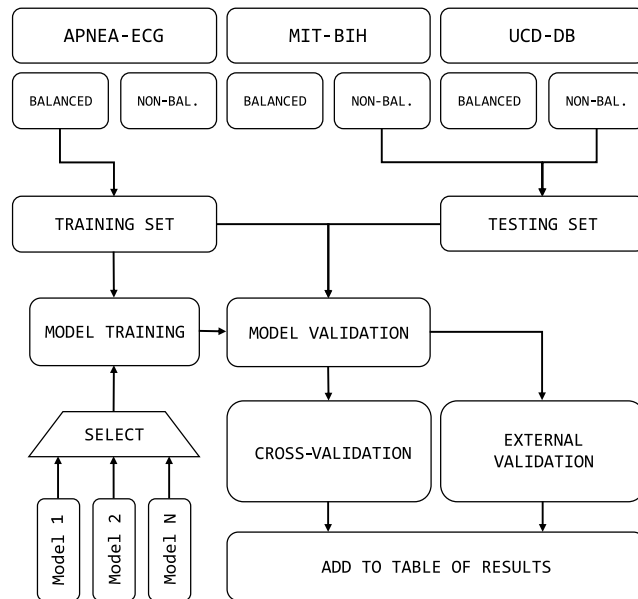 APNEA-ECG
MIT-BIH
UCD-DB
BALANCED
NON-BAL.
BALANCED
NON-BAL.
BALANCED
NON-BAL.
TRAINING SET
TESTING SET
MODEL TRAINING
MODEL VALIDATION
SELECT
CROSS-VALIDATION
EXTERNAL
VALIDATION
Model 1
Model 2
Model N
ADD TO TABLE OF RESULTS